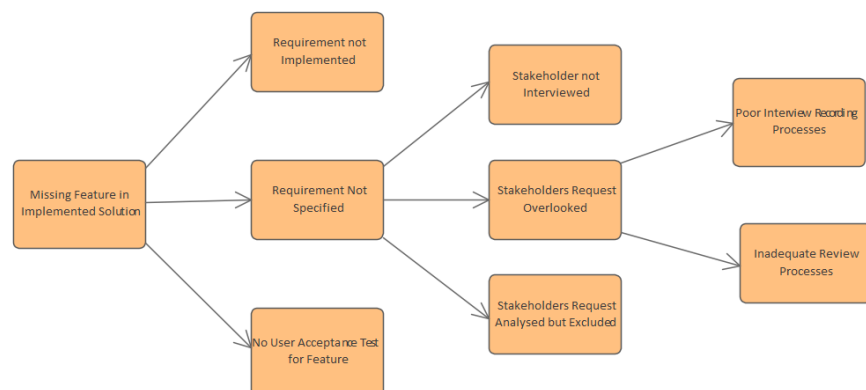 Requirement not
Implemented
Stakeholder not
Interviewed
Poor Interview Recording
Processes
Missing Feature in
Implemented Solution
Requirement Not
Specified
Stakeholders Request
Overlooked
Inadequate Review
Processes
Stakeholders Request
Analysed but Excluded
No User Acceptance Test
for Feature